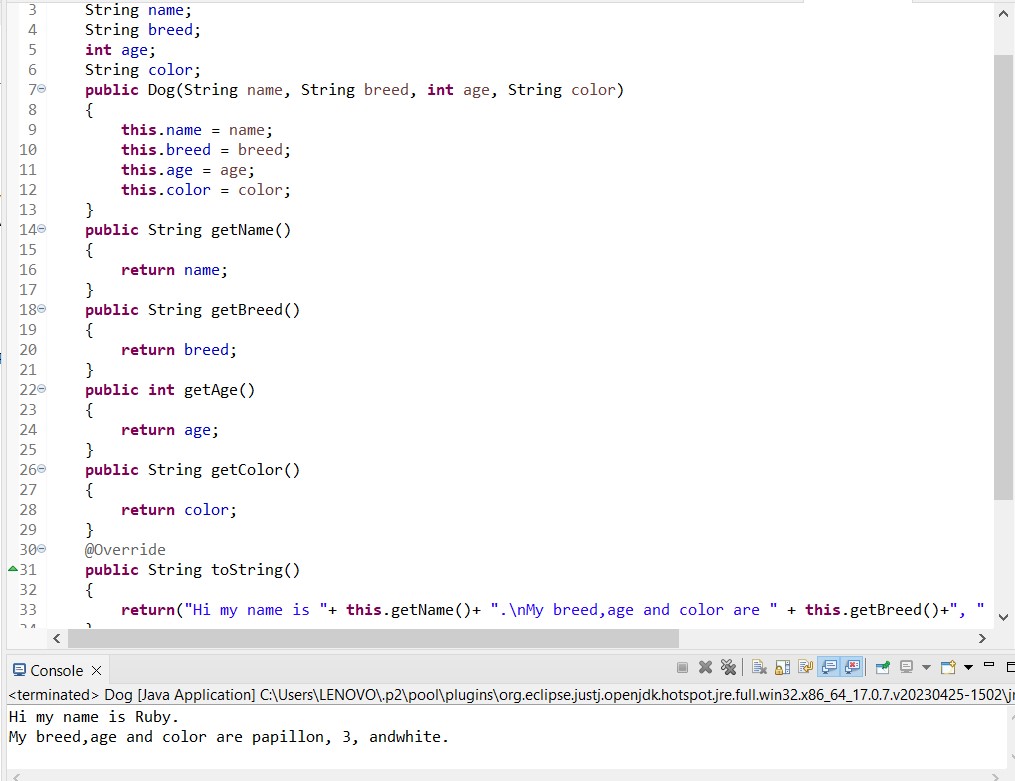 3 String name;
4 String breed;
5 int age;
6 String color;
7 public Dog(String name, String breed, int age, String color)
8 {
9 this.name = name;
10 this.breed = breed;
11 this.age = age;
12 this.color = color;
13 }
14 public String getName()
15 {
16 return name;
17 }
18 public String getBreed()
19 {
20 return breed;
21 }
22 public int getAge()
23 {
24 return age;
25 }
26 public String getColor()
27 {
28 return color;
29 }
30 @Override
31 public String toString()
32 {
33 return("Hi my name is "+ this.getName()+ ".\nMy breed,age and color are " + this.getBreed()+", "
Console
<terminated> Dog [Java Application] C:\Users\LENOVO\.p2\pool\plugins\org.eclipse.justj.openjdk.hotspot.jre.full.win32.x86_64_17.0.7.v20230425-1502\jr
Hi my name is Ruby.
My breed,age and color are papillon, 3, andwhite.